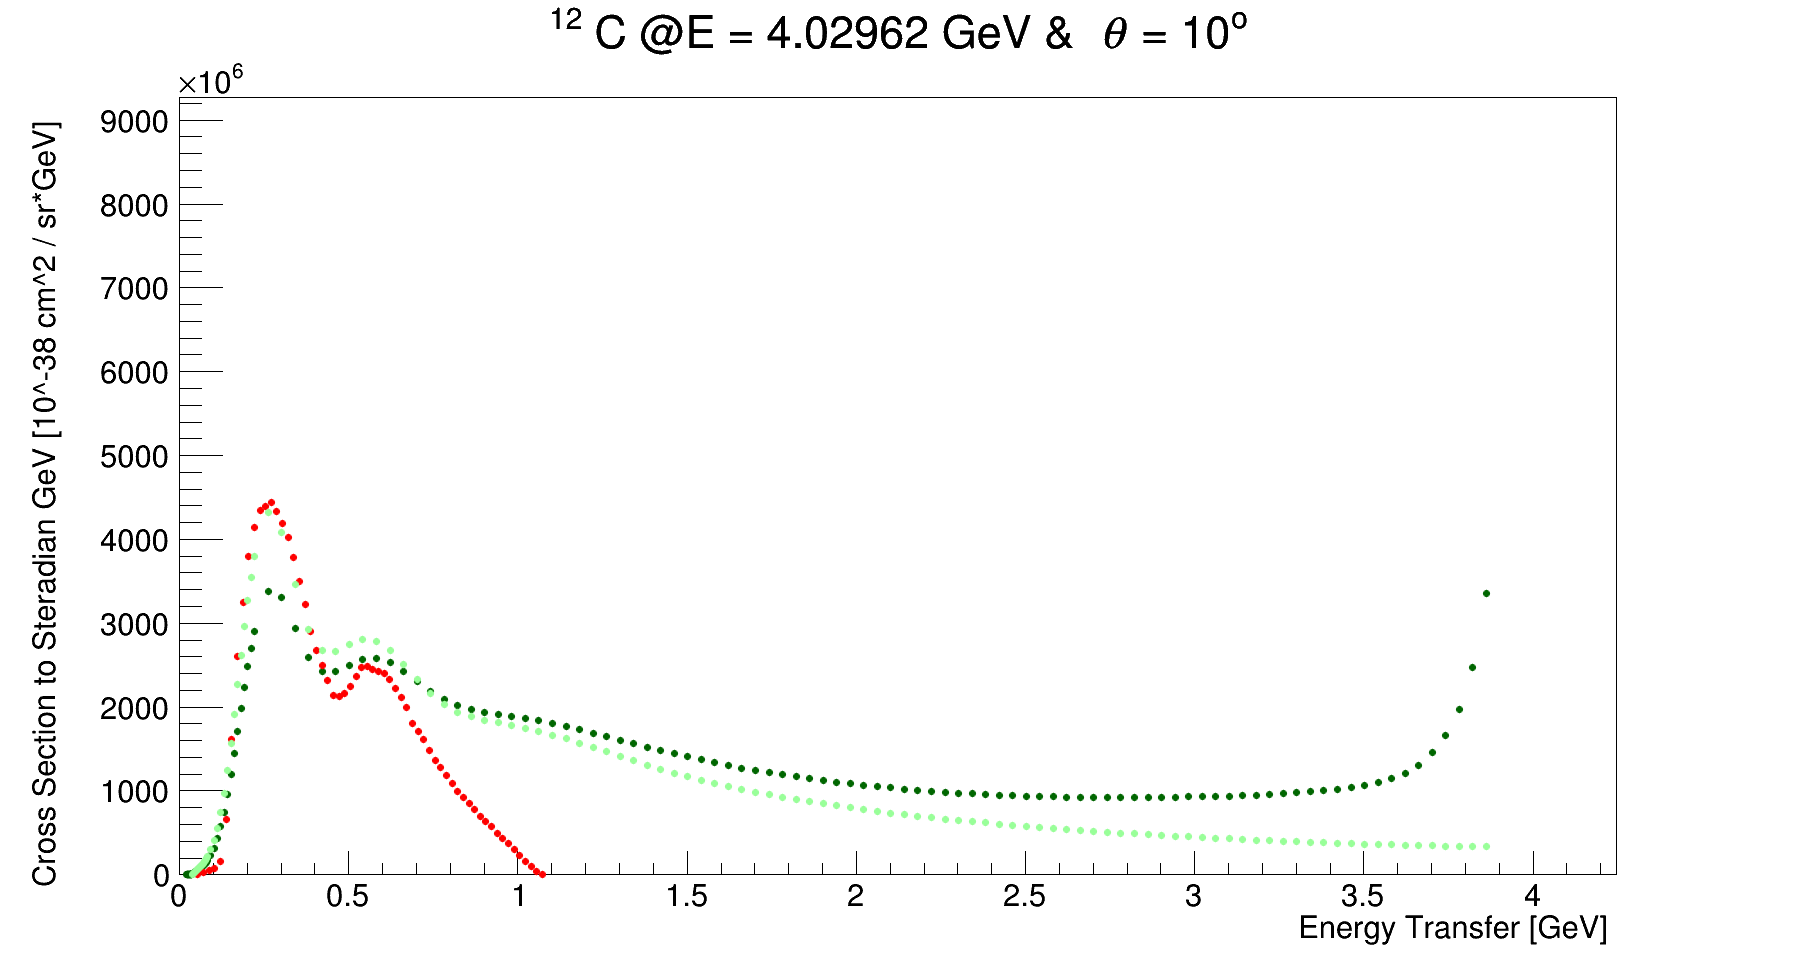 ¹² C @E = 4.02962 GeV & θ = 10º
×10⁶
Cross Section to Steradian GeV [10^-38 cm^2 / sr*GeV]
9000
8000
7000
6000
5000
4000
3000
2000
1000
0
0 0.5 1 1.5 2 2.5 3 3.5 4
Energy Transfer [GeV]